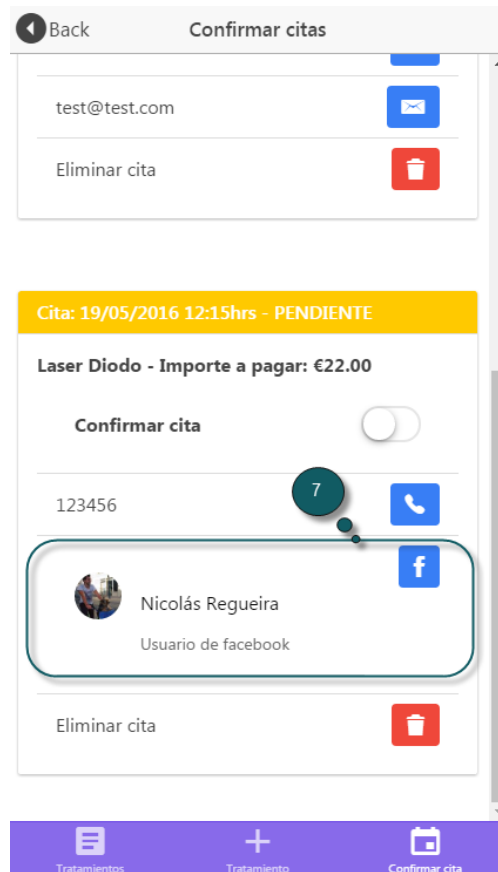 Back
Confirmar citas
test@test.com
Eliminar cita
Cita: 19/05/2016 12:15hrs - PENDIENTE
Laser Diodo - Importe a pagar: €22.00
Confirmar cita
7
123456
f
Nicolás Regueira
Usuario de facebook
Eliminar cita
Tratamientos
Tratamiento
Confirmar cita